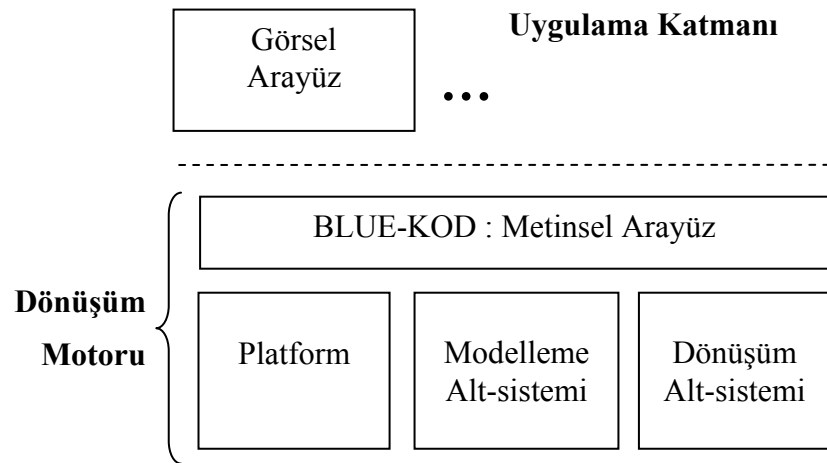 Görsel
Arayüz
Uygulama Katmanı
...
BLUE-KOD : Metinsel Arayüz
Dönüşüm
Motoru
Platform
Modelleme
Alt-sistemi
Dönüşüm
Alt-sistemi